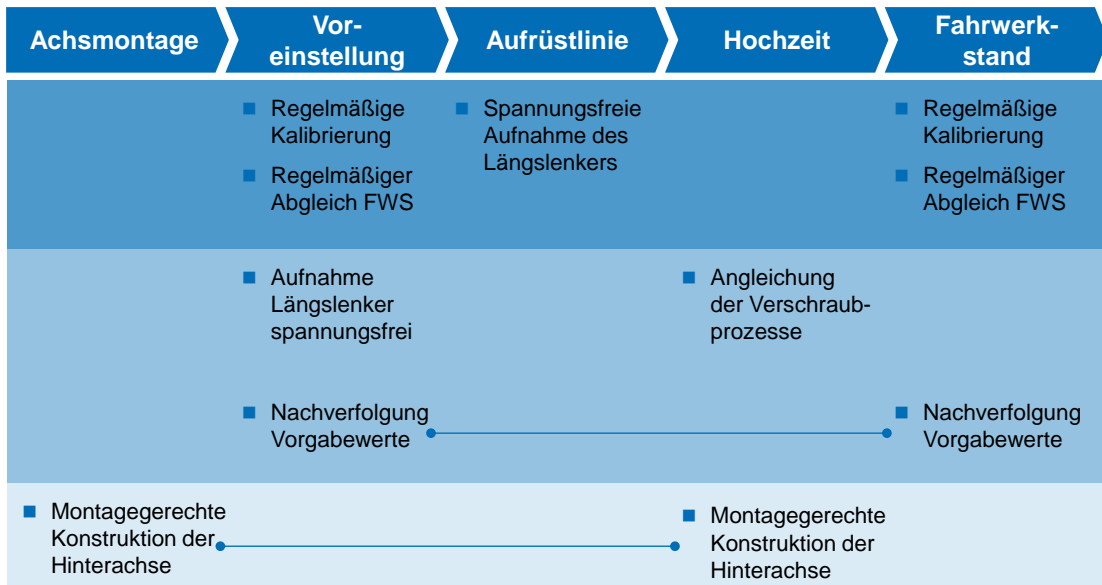 Achsmontage
Vor-
einstellung
Aufrüstlinie
Hochzeit
Fahrwerk-
stand
Regelmäßige
Kalibrierung
Regelmäßiger
Abgleich FWS
Spannungsfreie
Aufnahme des
Längslenkers
Regelmäßige
Kalibrierung
Regelmäßiger
Abgleich FWS
Aufnahme
Längslenker
spannungsfrei
Angleichung
der Verschraub-
prozesse
Nachverfolgung
Vorgabewerte
Nachverfolgung
Vorgabewerte
Montagegerechte
Konstruktion der
Hinterachse
Montagegerechte
Konstruktion der
Hinterachse